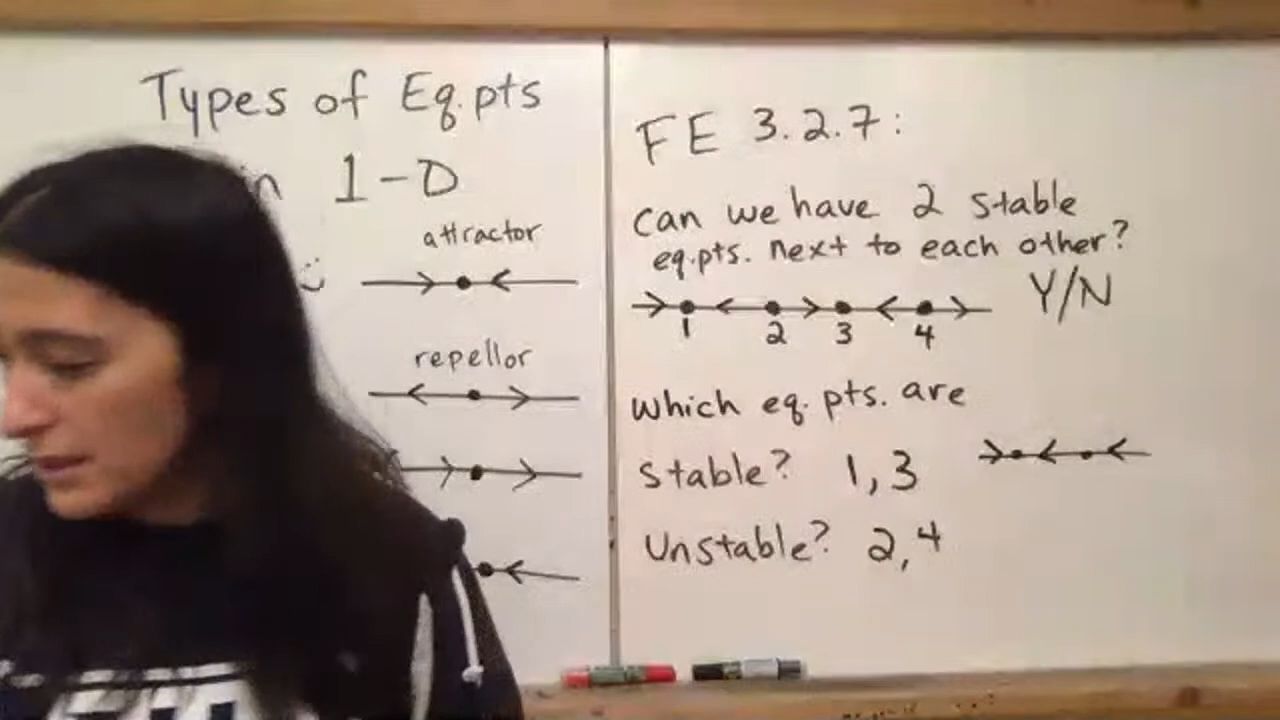 Types of Eq.pts
1-D
attractor
repellor
FE 3.2.7:
Can we have 2 stable
eq.pts. next to each other?
Y/N
1 2 3 4
Which eq. pts. are
stable? 1,3
Unstable? 2,4